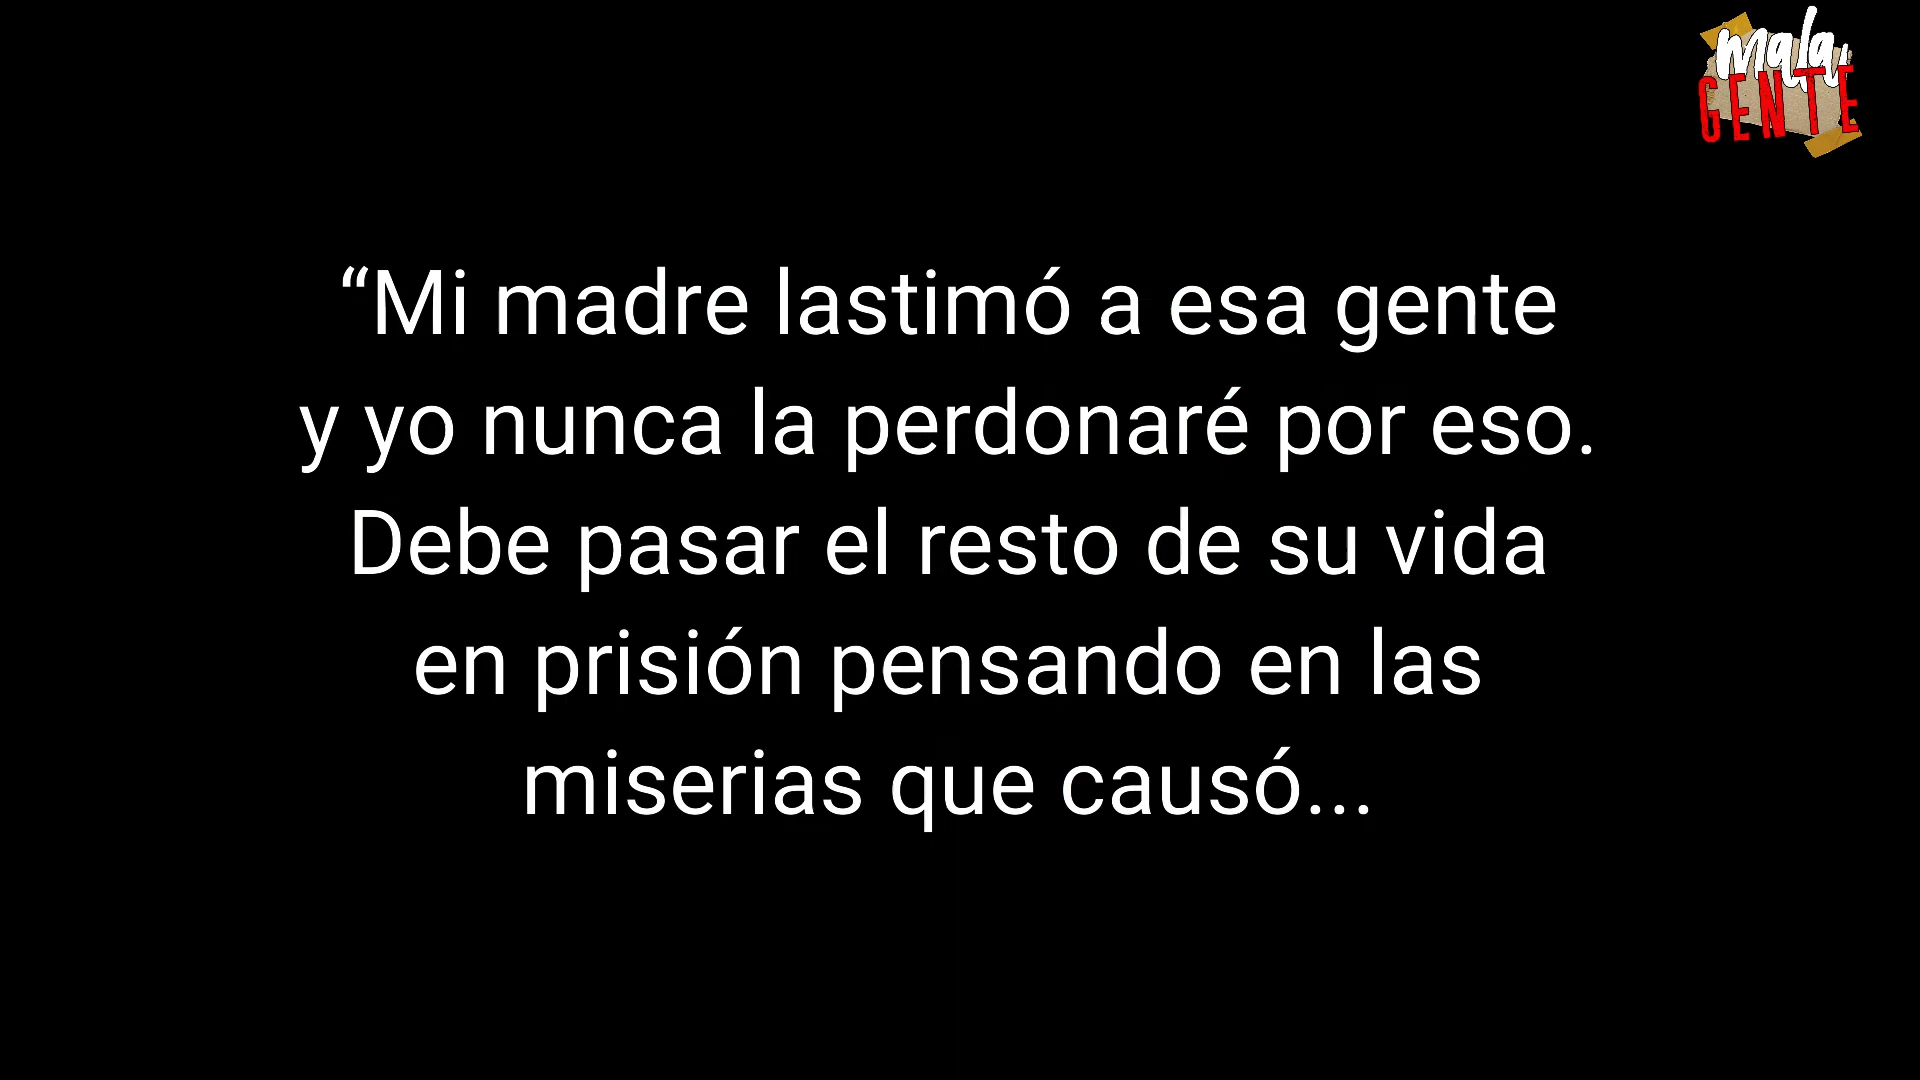 mala
GENTE
“Mi madre lastimó a esa gente
y yo nunca la perdonaré por eso.
Debe pasar el resto de su vida
en prisión pensando en las
miserias que causó...